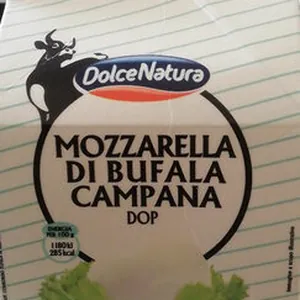 DolceNatura
MOZZARELLA
DI BUFALA
CAMPANA
DOP
ENERGIA
PER 100 g
1180 kJ
285 kcal